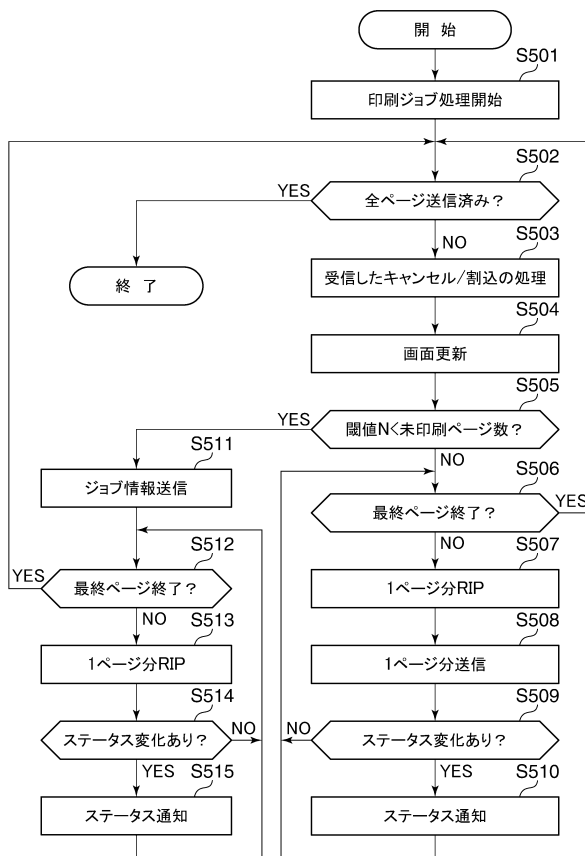 開 始
S501
印刷ジョブ処理開始
S502
YES
全ページ送信済み？
NO
終 了
S503
受信したキャンセル/割込の処理
S504
画面更新
S505
YES
閾値N<未印刷ページ数？
NO
S511
ジョブ情報送信
S506
最終ページ終了？
YES
NO
S512
YES
最終ページ終了？
NO
S507
1ページ分RIP
S513
1ページ分RIP
S508
1ページ分送信
S514
ステータス変化あり？
NO
YES
S509
NO
ステータス変化あり？
YES
S515
ステータス通知
S510
ステータス通知